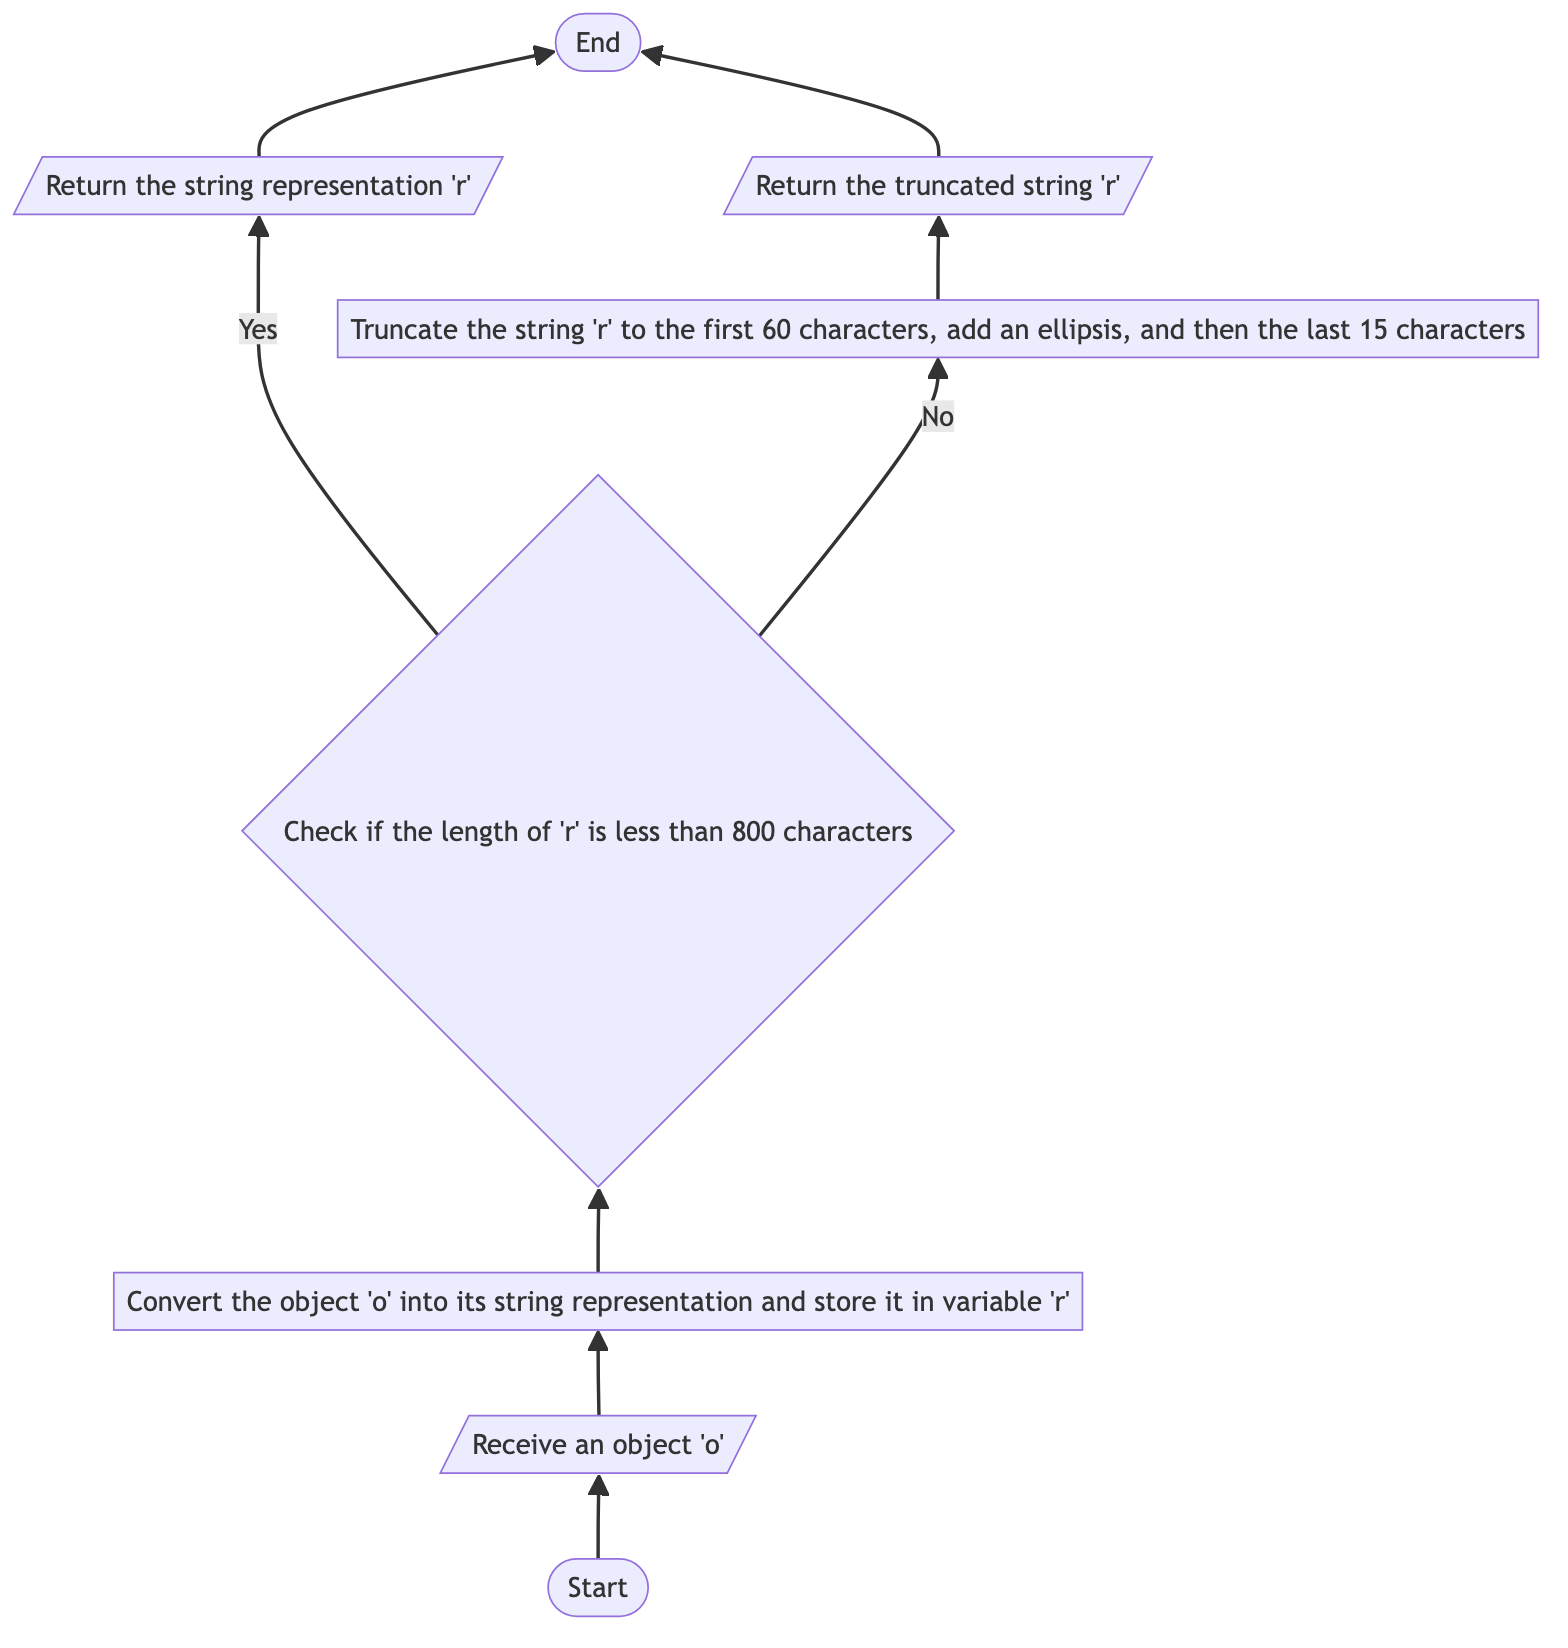 End
Return the string representation 'r'
Return the truncated string 'r'
Yes
Truncate the string 'r' to the first 60 characters, add an ellipsis, and then the last 15 characters
No
Check if the length of 'r' is less than 800 characters
Convert the object 'o' into its string representation and store it in variable 'r'
Receive an object 'o'
Start